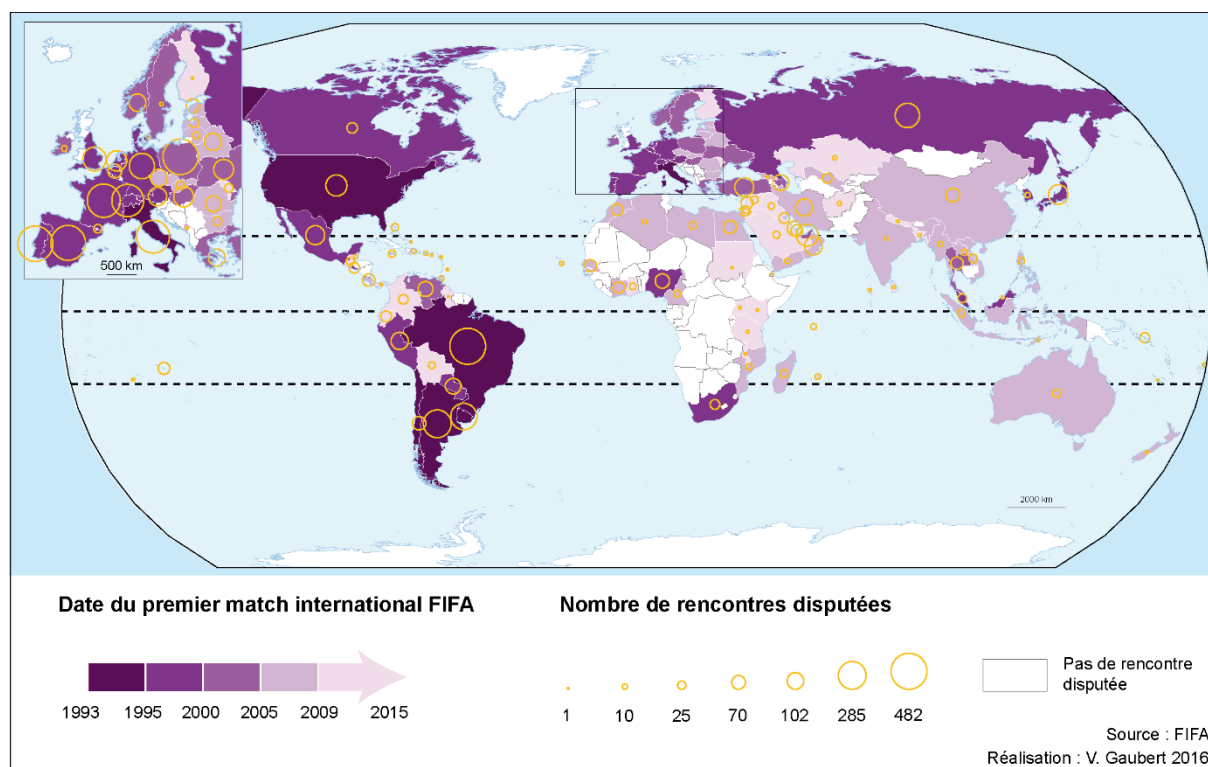 500 km
2000 km
Date du premier match international FIFA
1993 1995 2000 2005 2009 2015
Nombre de rencontres disputées
1 10 25 70 102 285 482
Pas de rencontre
disputée
Source : FIFA
Réalisation : V. Gaubert 2016